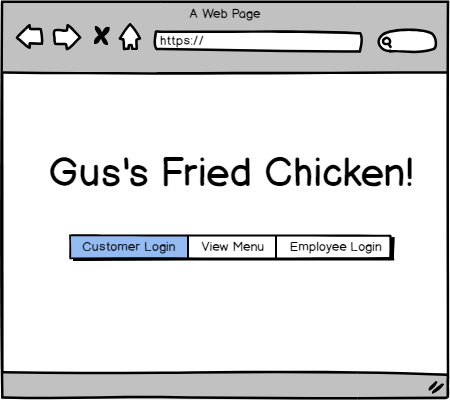 A Web Page
https://
Gus's Fried Chicken!
Customer Login View Menu Employee Login